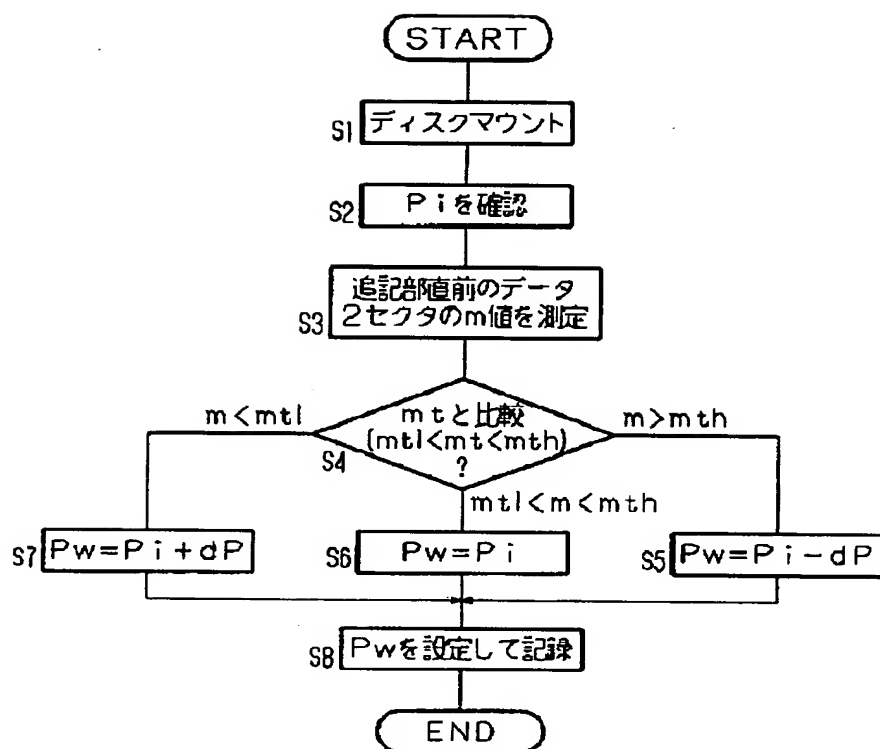 START
S1 ディスクマウント
S2 Piを確認
S3 追記部直前のデータ
2セクタのm値を測定
m<mtl
mtと比較
m>mth
(mtl<mt<mth)
S4 ?
mtl<m<mth
S7 Pw=Pi+dP
S6 Pw=Pi
S5 Pw=Pi-dP
S8 Pwを設定して記録
END